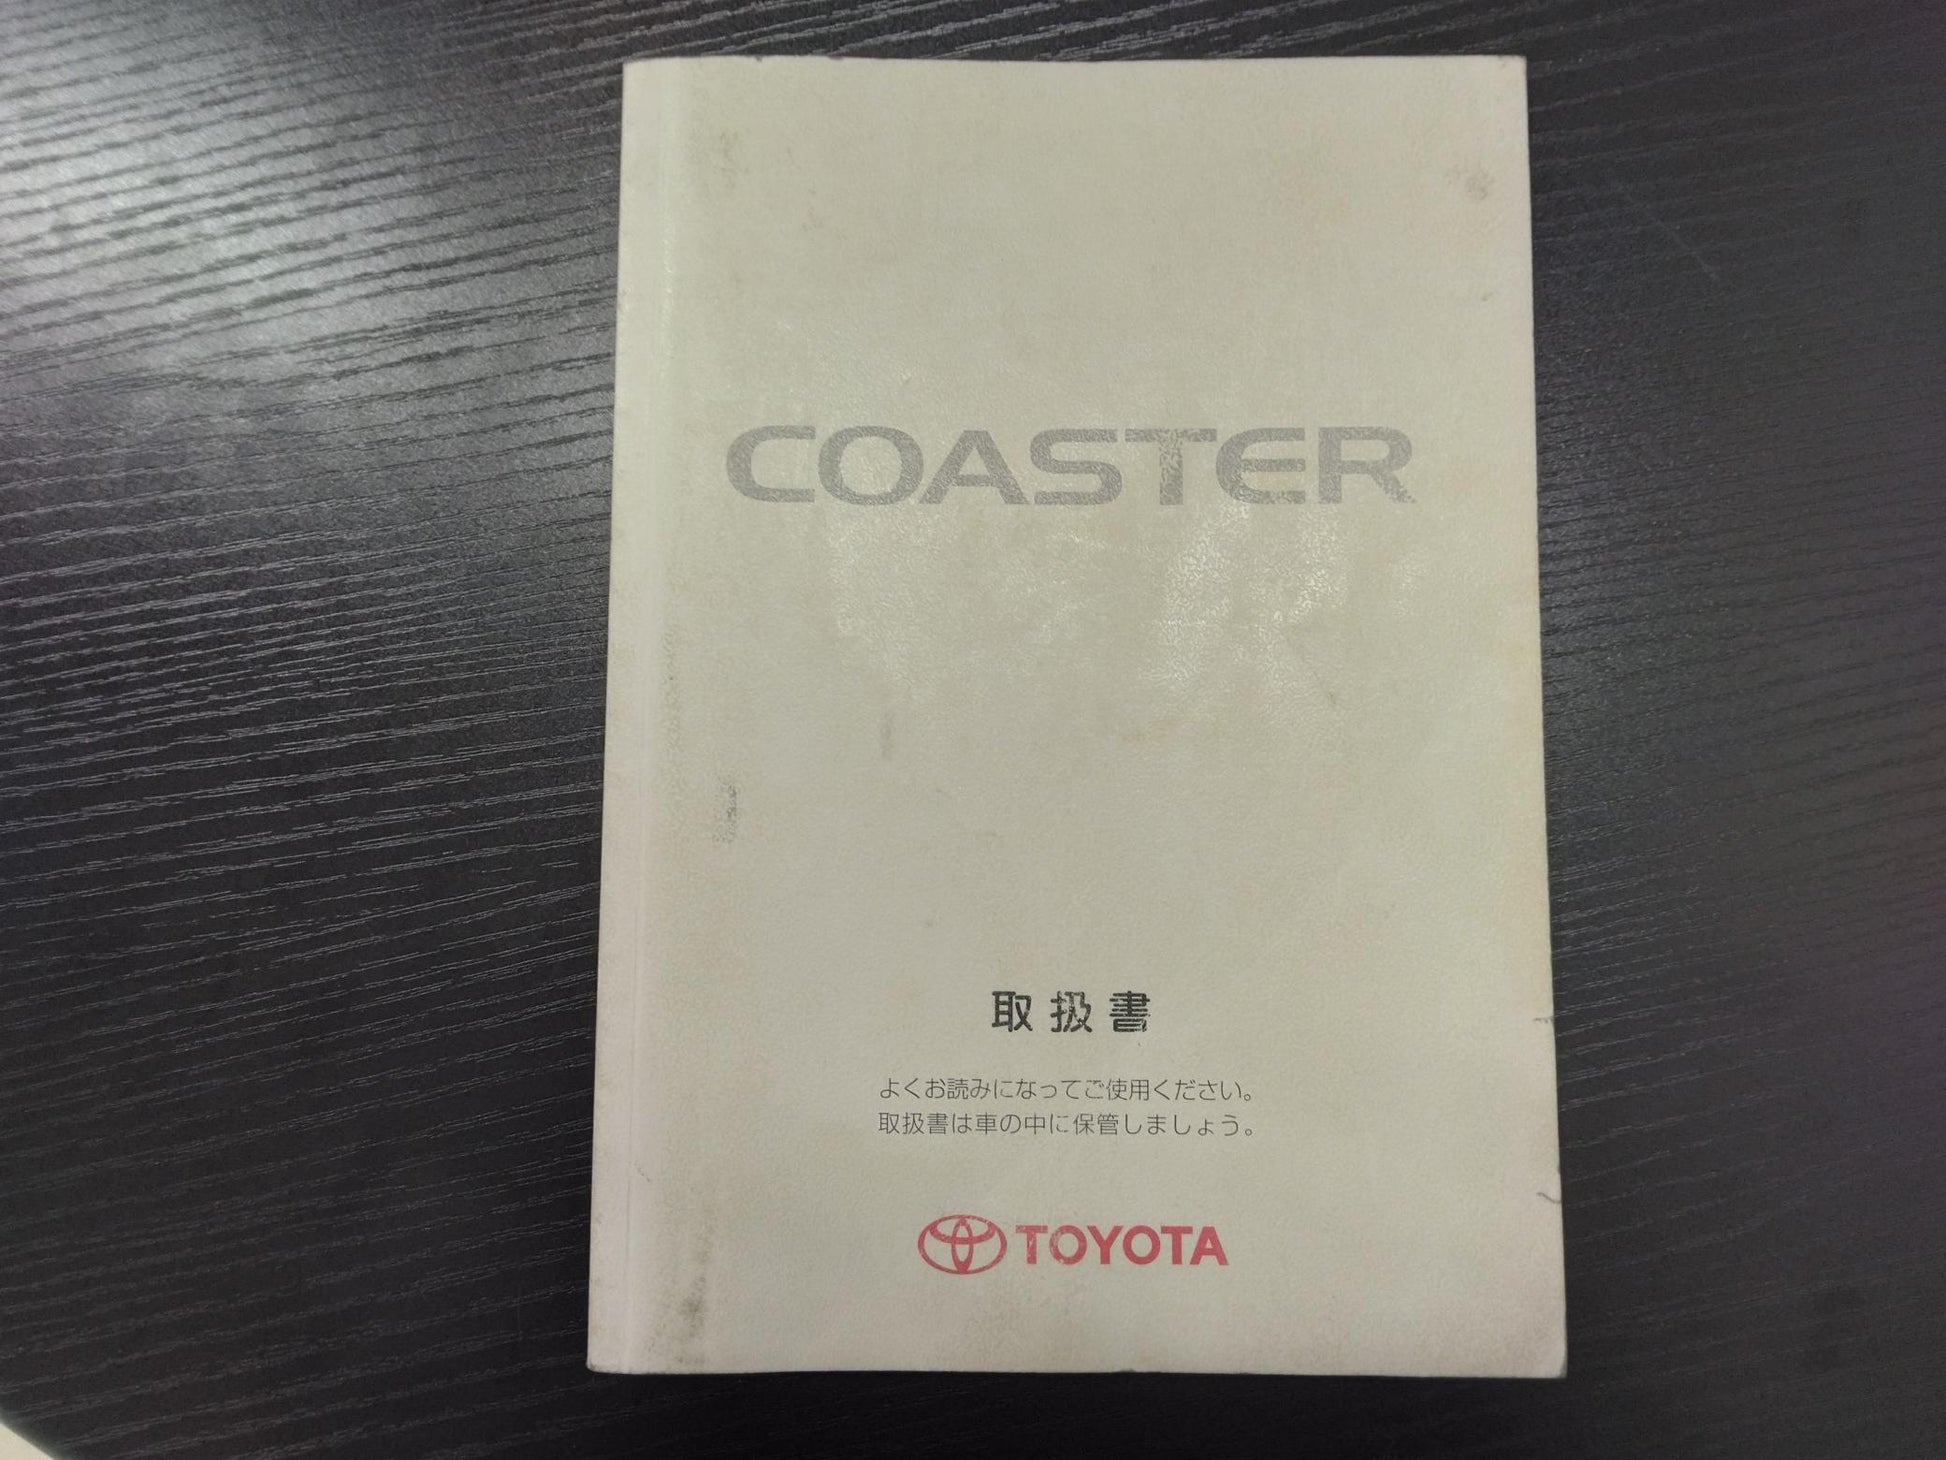 COASTER
取扱書
よくお読みになってご使用ください。
取扱書は車の中に保管しましょう。
TOYOTA